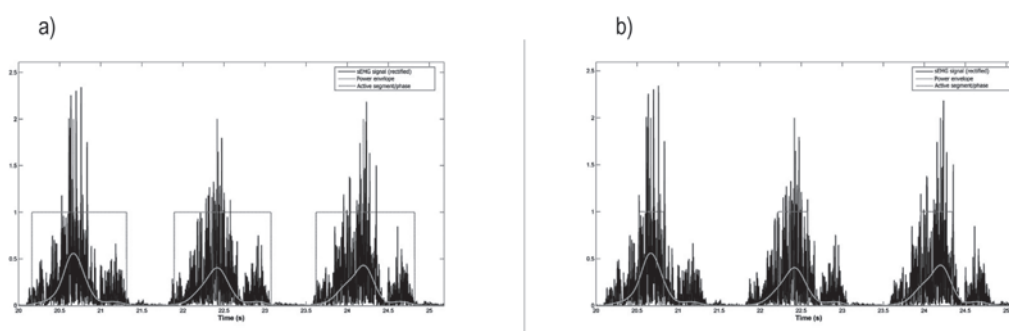 a)
b)
sEMG signal (rectified)
Power envelope
Active segment/phase
2.5
2
1.5
1
0.5
0
20 20.5 21 21.5 22 22.5 23 23.5 24 24.5 25
Time (s)
sEMG signal (rectified)
Power envelope
Active segment/phase
2.5
2
1.5
1
0.5
0
20 20.5 21 21.5 22 22.5 23 23.5 24 24.5 25
Time (s)